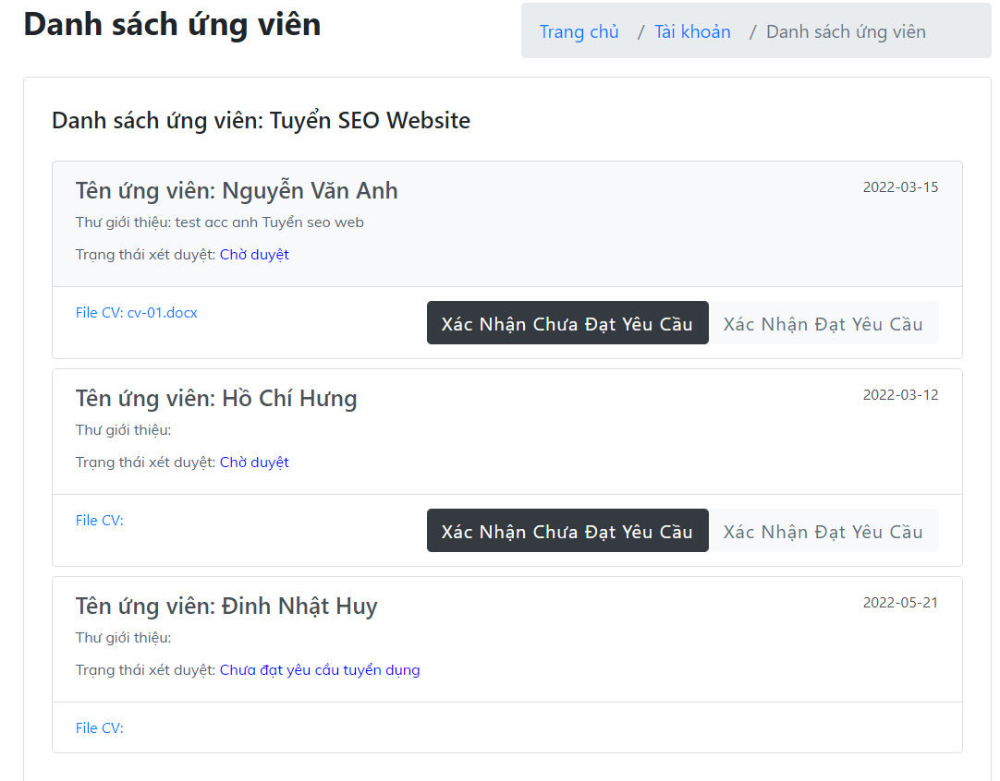 Danh sách ứng viên
Trang chủ / Tài khoản / Danh sách ứng viên
Danh sách ứng viên: Tuyển SEO Website
Tên ứng viên: Nguyễn Văn Anh
2022-03-15
Thư giới thiệu: test acc anh Tuyển seo web
Trạng thái xét duyệt: Chờ duyệt
File CV: cv-01.docx
Xác Nhận Chưa Đạt Yêu Cầu
Xác Nhận Đạt Yêu Cầu
Tên ứng viên: Hồ Chí Hưng
2022-03-12
Thư giới thiệu:
Trạng thái xét duyệt: Chờ duyệt
File CV:
Xác Nhận Chưa Đạt Yêu Cầu
Xác Nhận Đạt Yêu Cầu
Tên ứng viên: Đinh Nhật Huy
2022-05-21
Thư giới thiệu:
Trạng thái xét duyệt: Chưa đạt yêu cầu tuyển dụng
File CV: